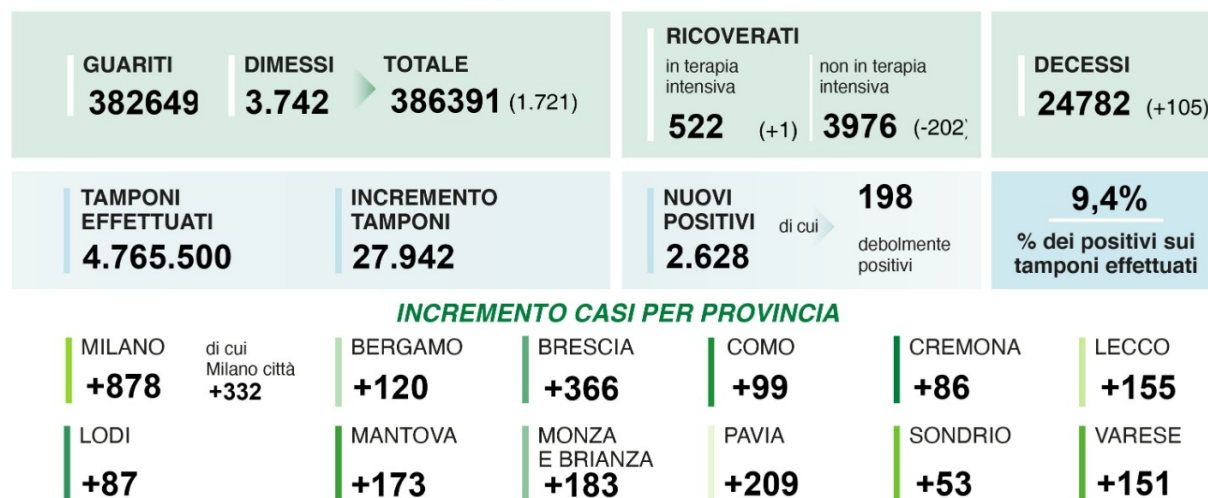 GUARITI
382649
DIMESSI
3.742
TOTALE
386391 (1.721)
RICOVERATI
in terapia
intensiva
522 (+1)
non in terapia
intensiva
3976 (-202)
DECESSI
24782 (+105)
TAMPONI
EFFETTUATI
4.765.500
INCREMENTO
TAMPONI
27.942
NUOVI
POSITIVI
2.628
di cui
198
debolmente
positivi
9,4%
% dei positivi sui
tamponi effettuati
INCREMENTO CASI PER PROVINCIA
MILANO
+878
di cui
Milano città
+332
BERGAMO
+120
BRESCIA
+366
COMO
+99
CREMONA
+86
LECCO
+155
LODI
+87
MANTOVA
+173
MONZA
E BRIANZA
+183
PAVIA
+209
SONDRIO
+53
VARESE
+151